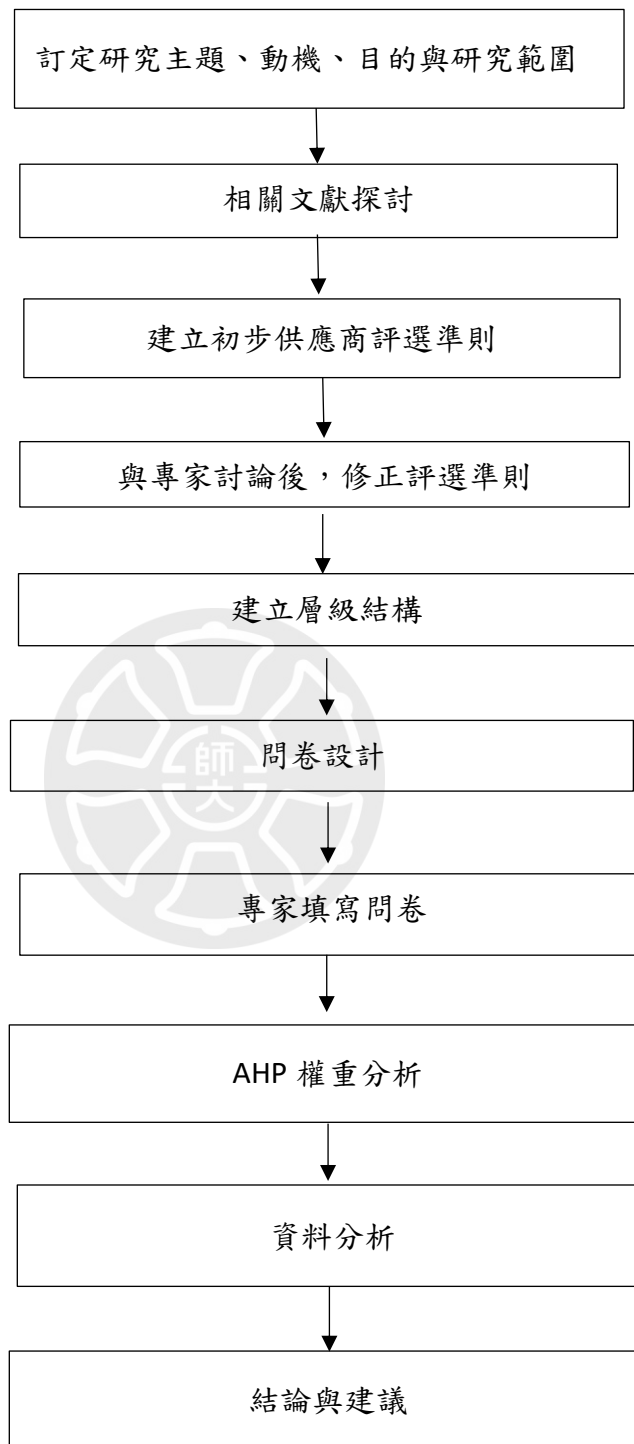 訂定研究主題、動機、目的與研究範圍
相關文獻探討
建立初步供應商評選準則
與專家討論後，修正評選準則
建立層級結構
問卷設計
師大
專家填寫問卷
AHP 權重分析
資料分析
結論與建議